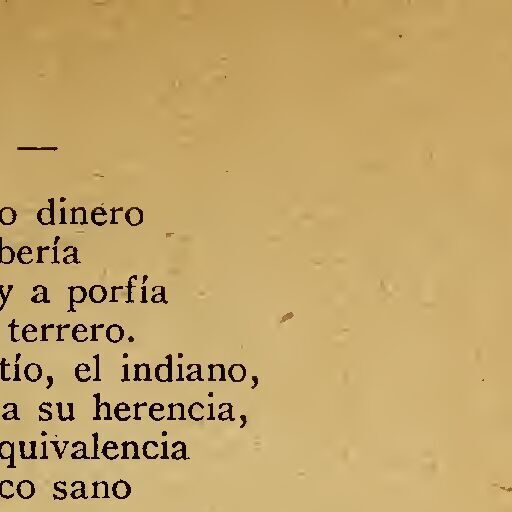 —
o dinero
bería
y a porfía
terrero.
tío, el indiano,
a su herencia,
quivalencia
co sano